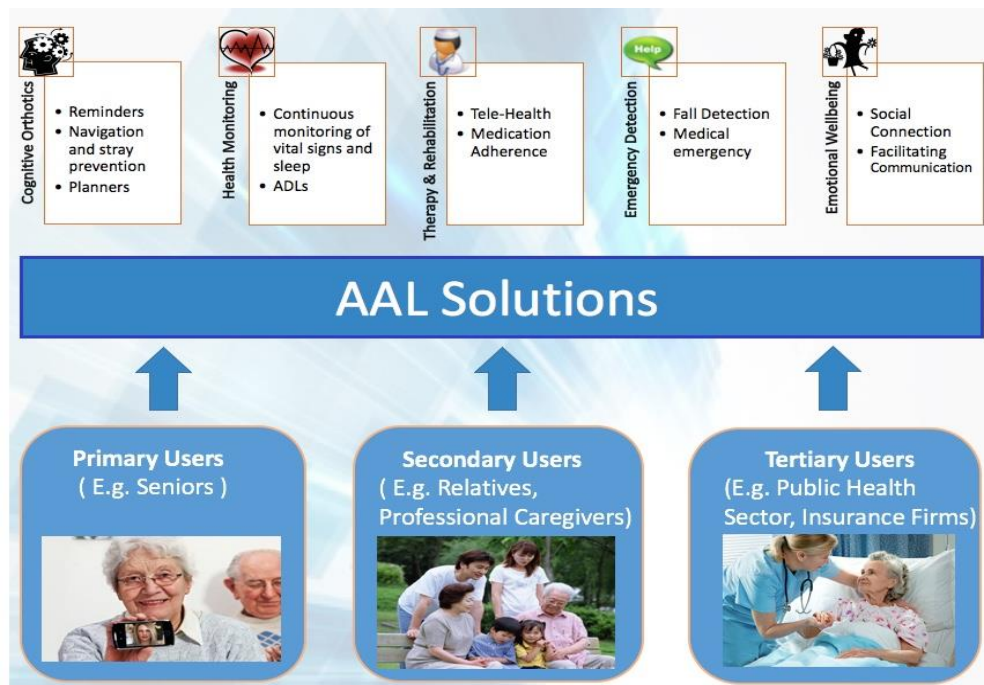 Cognitive Orthotics
• Reminders
• Navigation
and stray
prevention
• Planners
Health Monitoring
• Continuous
monitoring of
vital signs and
sleep
• ADLs
Therapy & Rehabilitation
• Tele-Health
• Medication
Adherence
Help
Emergency Detection
• Fall Detection
• Medical
emergency
Emotional Wellbeing
• Social
Connection
• Facilitating
Communication
AAL Solutions
Primary Users
( E.g. Seniors )
Secondary Users
( E.g. Relatives,
Professional Caregivers)
Tertiary Users
(E.g. Public Health
Sector, Insurance Firms)